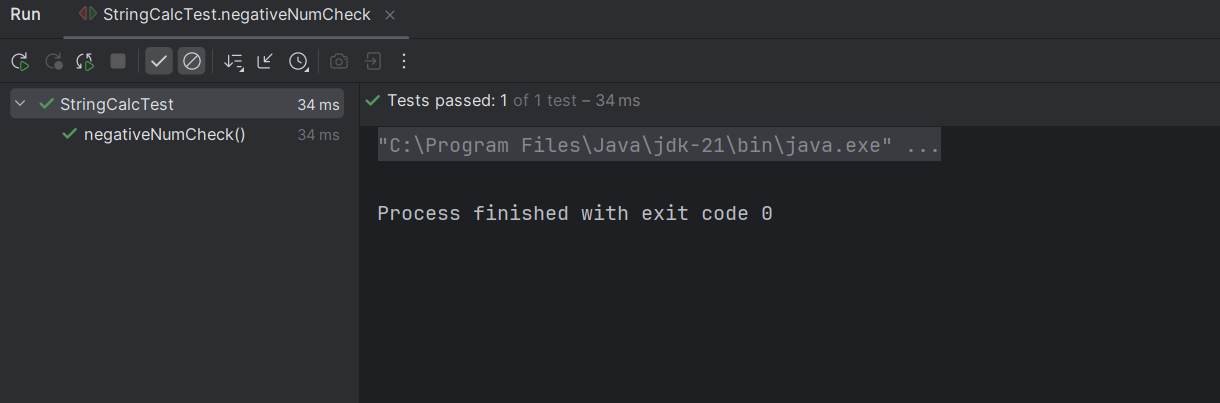 Run StringCalcTest.negativeNumCheck
StringCalcTest 34 ms
negativeNumCheck() 34 ms
Tests passed: 1 of 1 test – 34 ms
"C:\Program Files\Java\jdk-21\bin\java.exe" ...
Process finished with exit code 0